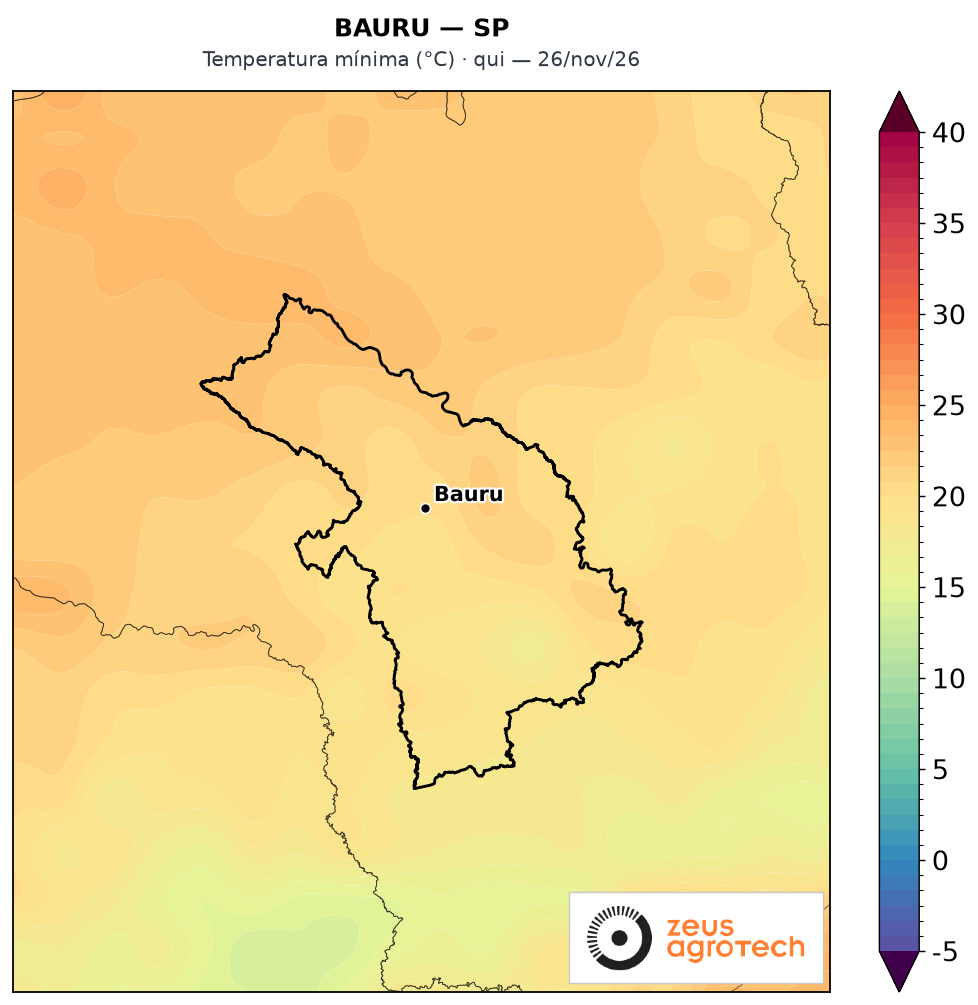 BAURU — SP
Temperatura mínima (°C) · qui — 26/nov/26
40
35
30
25
20
15
10
5
0
-5
Bauru
zeus
agrotech